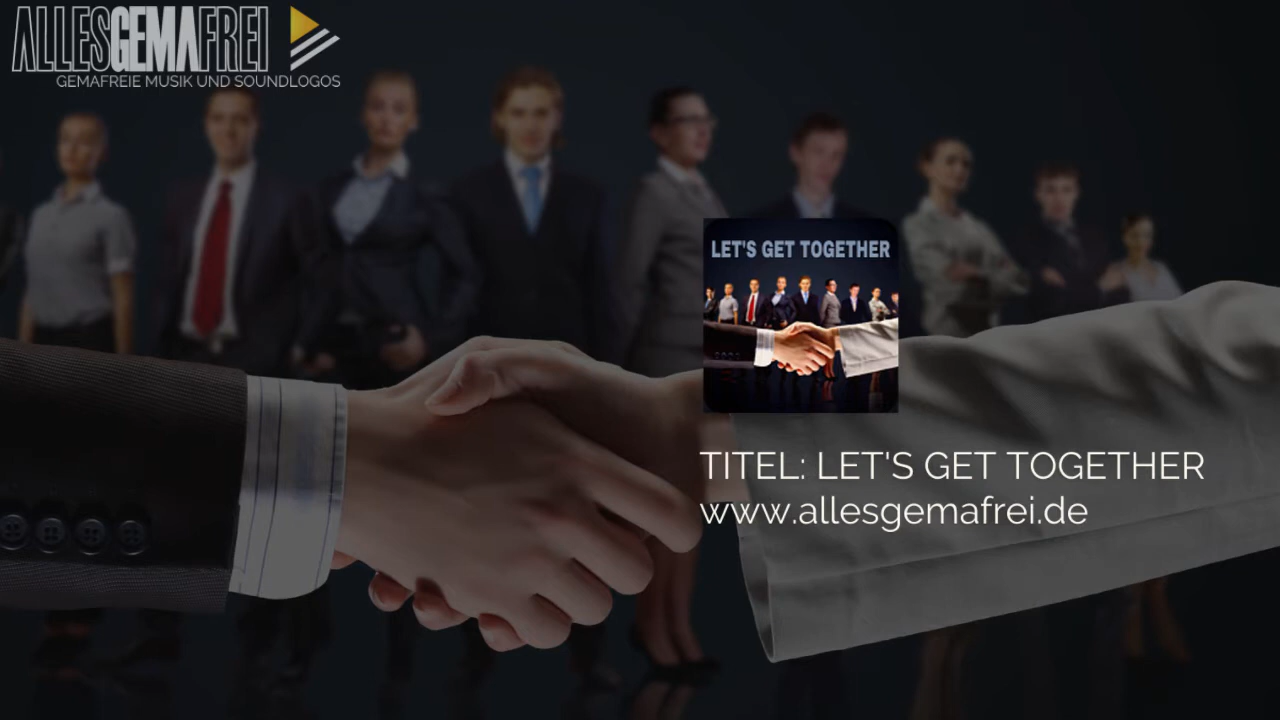 ALLESGEMAFREI
GEMAFREIE MUSIK UND SOUNDLOGOS
LET'S GET TOGETHER
TITEL: LET'S GET TOGETHER
www.allesgemafrei.de